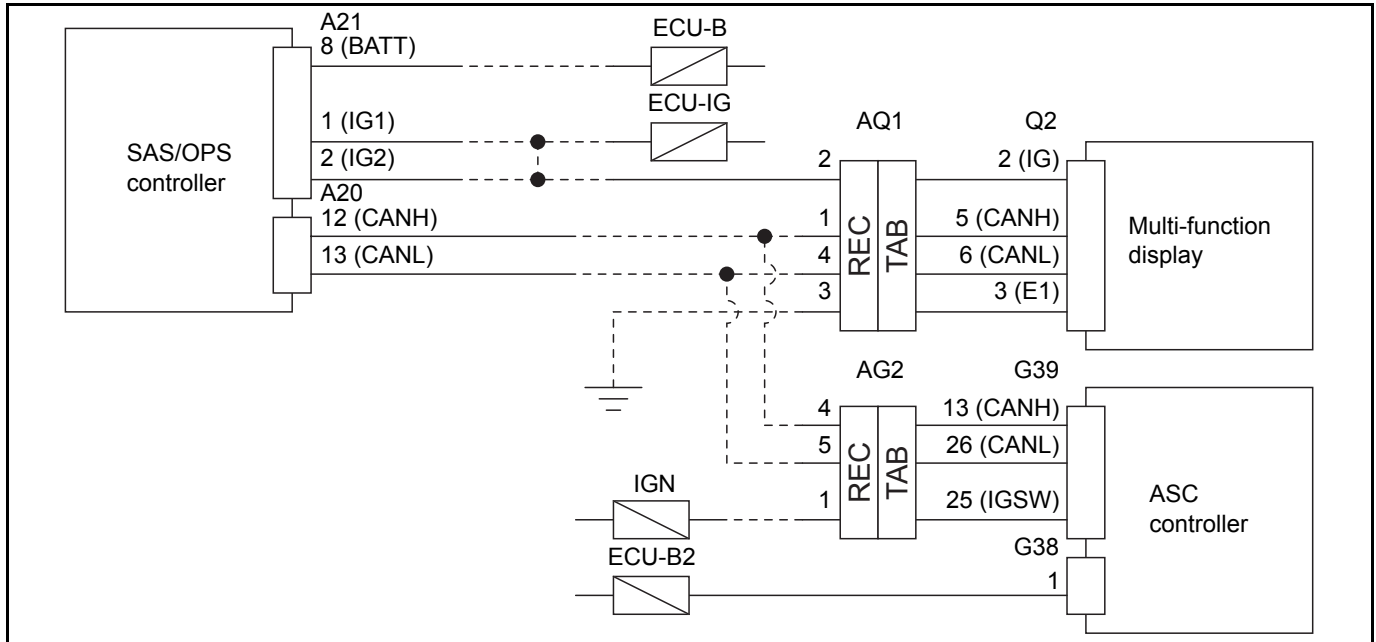 A21
8 (BATT)
ECU-B
1 (IG1)
ECU-IG
2 (IG2)
SAS/OPS
controller
A20
12 (CANH)
13 (CANL)
AQ1
Q2
2
2 (IG)
1
5 (CANH)
4
6 (CANL)
3
3 (E1)
REC
TAB
Multi-function
display
AG2
G39
4
13 (CANH)
5
26 (CANL)
1
25 (IGSW)
REC
TAB
IGN
ASC
controller
G38
ECU-B2
1